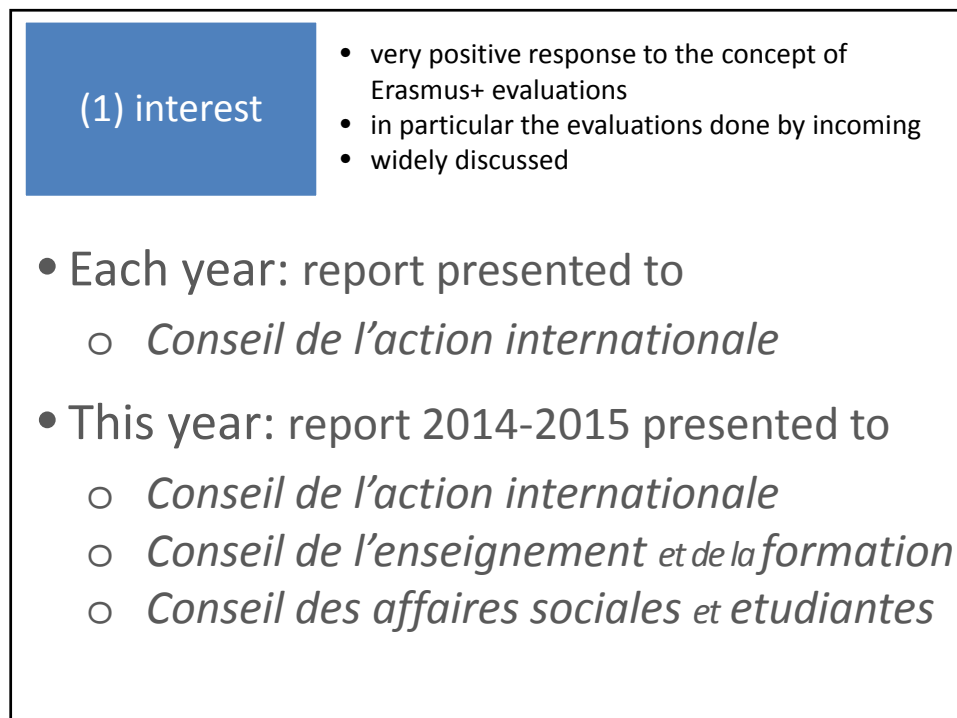 (1) interest
• very positive response to the concept of
Erasmus+ evaluations
• in particular the evaluations done by incoming
• widely discussed
• Each year: report presented to
o Conseil de l’action internationale
• This year: report 2014-2015 presented to
o Conseil de l’action internationale
o Conseil de l’enseignement et de la formation
o Conseil des affaires sociales et etudiantes